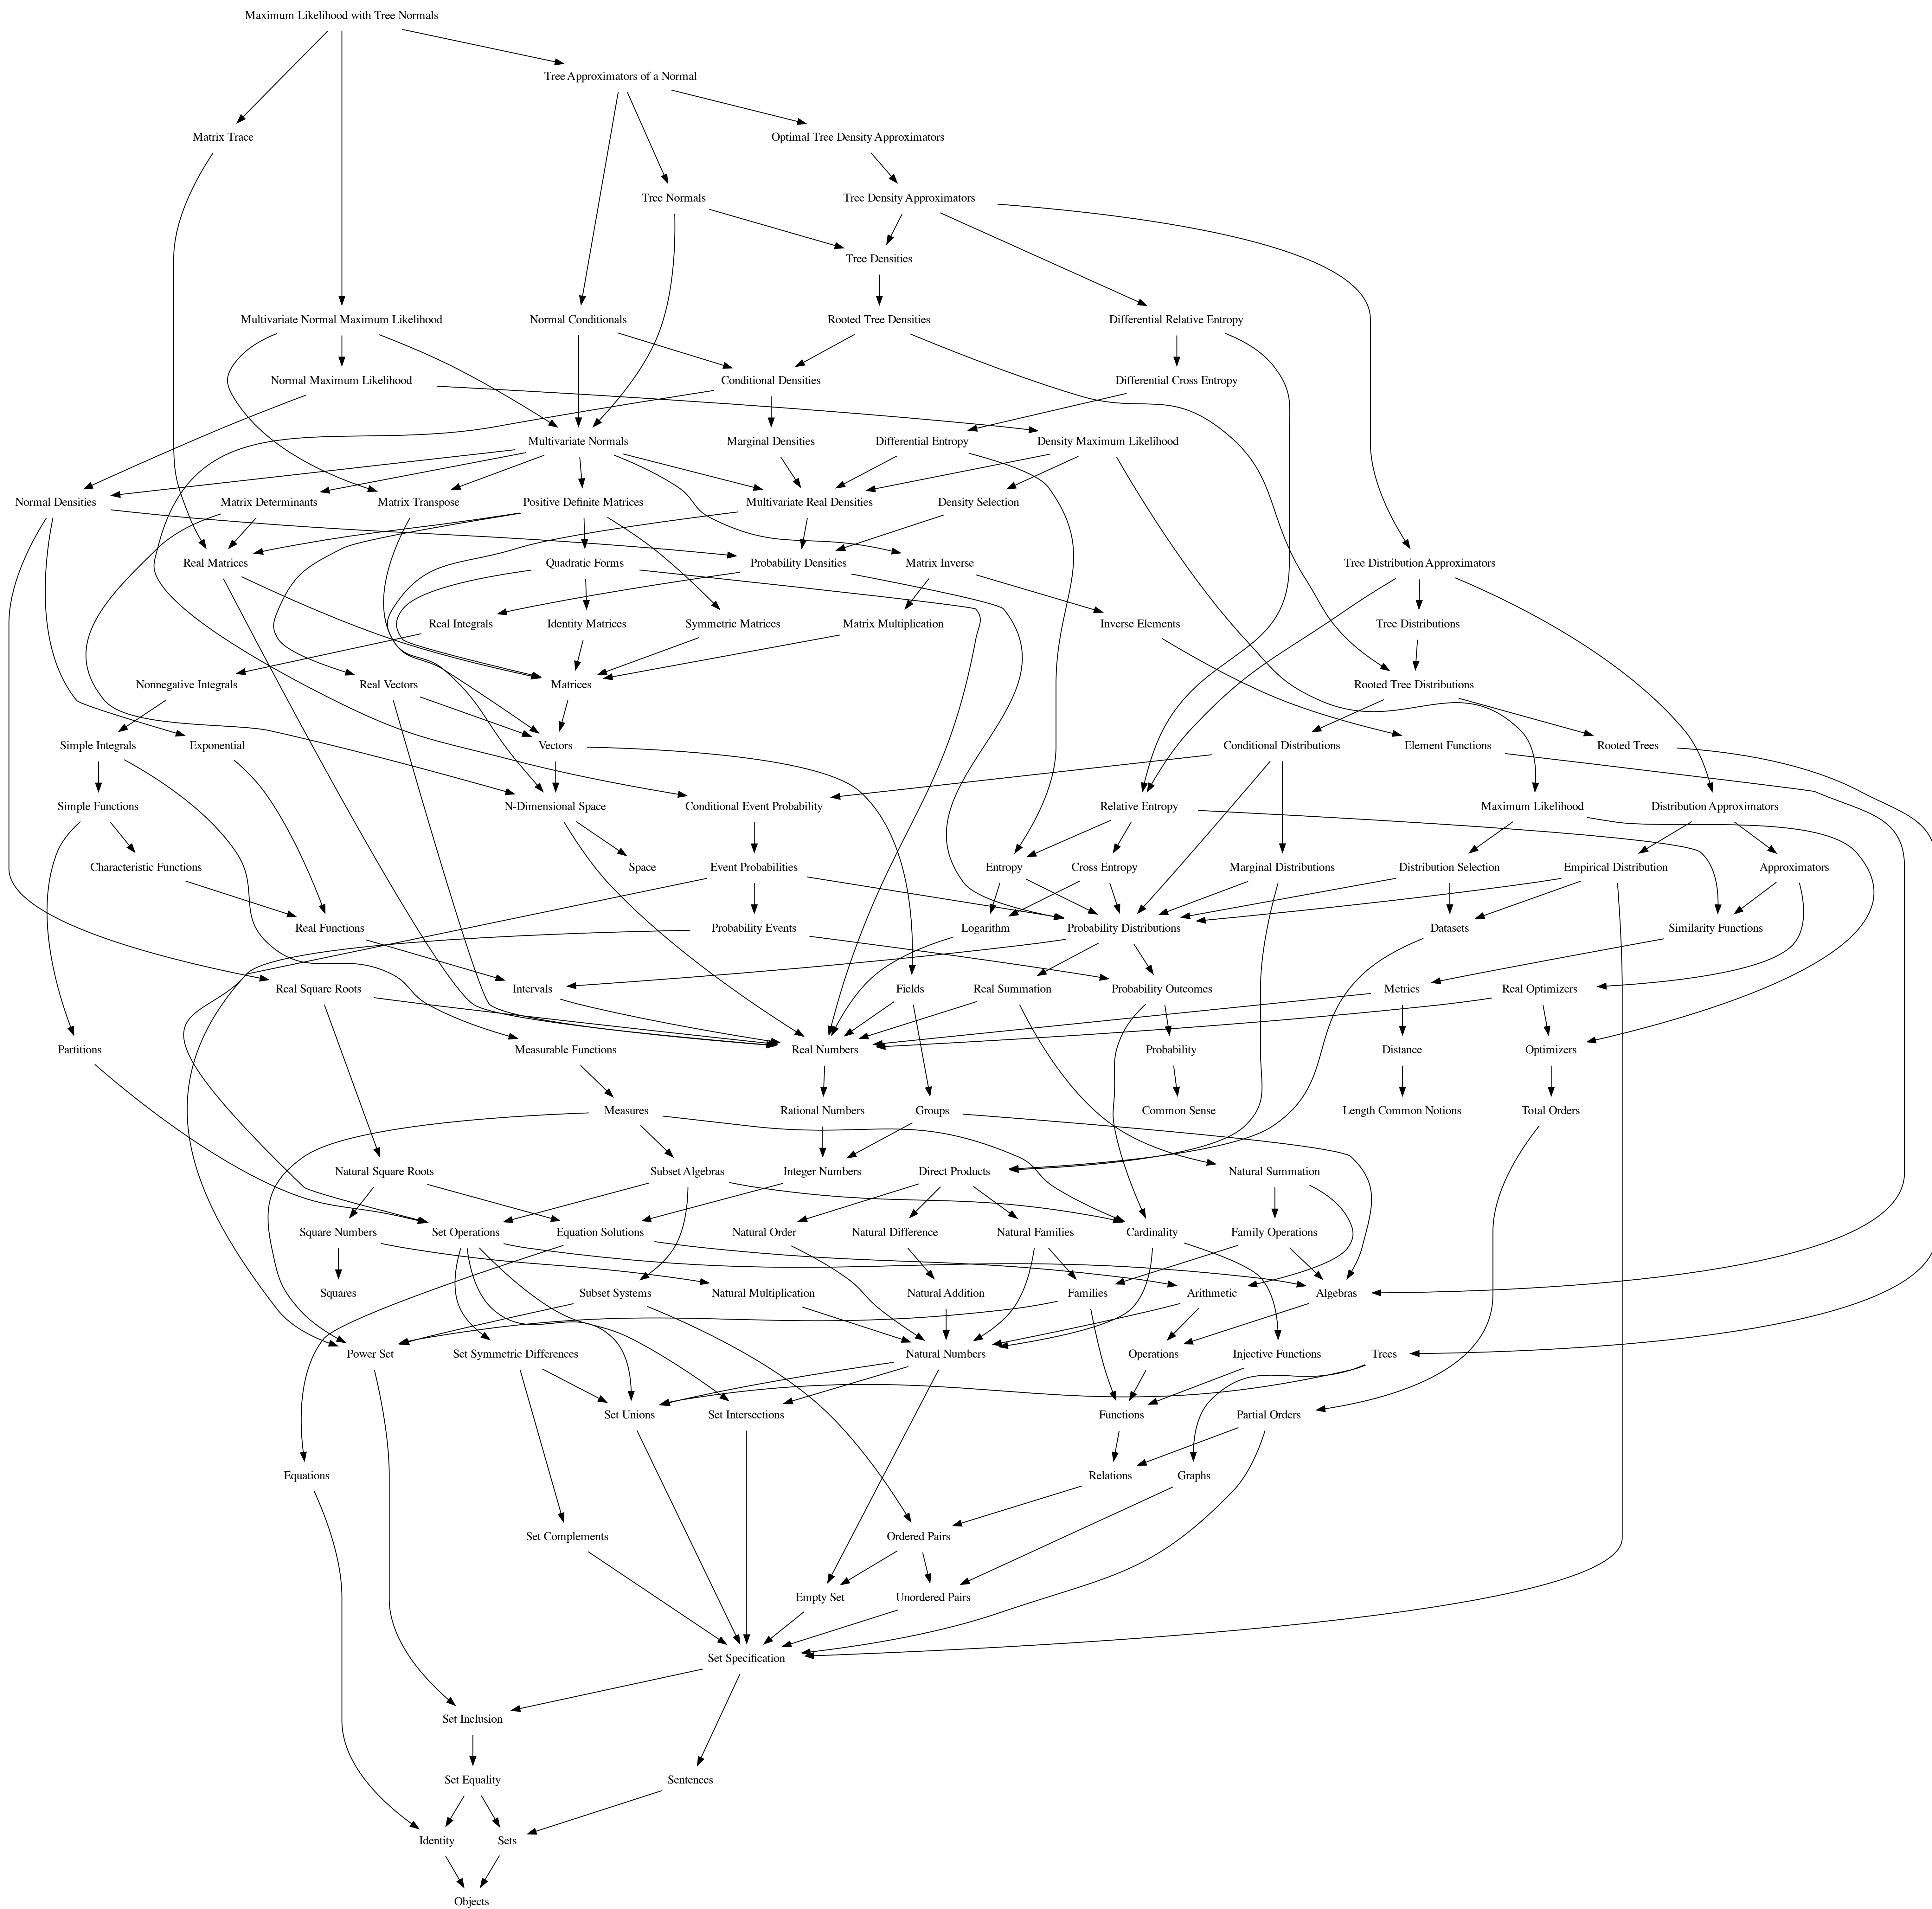 Maximum Likelihood with Tree Normals
Tree Approximators of a Normal
Matrix Trace
Optimal Tree Density Approximators
Tree Normals
Tree Density Approximators
Tree Densities
Multivariate Normal Maximum Likelihood
Normal Conditionals
Rooted Tree Densities
Differential Relative Entropy
Normal Maximum Likelihood
Conditional Densities
Differential Cross Entropy
Multivariate Normals
Marginal Densities
Differential Entropy
Density Maximum Likelihood
Normal Densities
Matrix Determinants
Matrix Transpose
Positive Definite Matrices
Multivariate Real Densities
Density Selection
Real Matrices
Quadratic Forms
Probability Densities
Matrix Inverse
Tree Distribution Approximators
Real Integrals
Identity Matrices
Symmetric Matrices
Matrix Multiplication
Inverse Elements
Tree Distributions
Nonnegative Integrals
Real Vectors
Matrices
Rooted Tree Distributions
Simple Integrals
Exponential
Vectors
Conditional Distributions
Element Functions
Rooted Trees
Simple Functions
N-Dimensional Space
Conditional Event Probability
Relative Entropy
Maximum Likelihood
Distribution Approximators
Characteristic Functions
Space
Event Probabilities
Entropy
Cross Entropy
Marginal Distributions
Distribution Selection
Empirical Distribution
Approximators
Real Functions
Probability Events
Logarithm
Probability Distributions
Datasets
Similarity Functions
Real Square Roots
Intervals
Fields
Real Summation
Probability Outcomes
Metrics
Real Optimizers
Partitions
Measurable Functions
Real Numbers
Probability
Distance
Optimizers
Measures
Rational Numbers
Groups
Common Sense
Length Common Notions
Total Orders
Natural Square Roots
Subset Algebras
Integer Numbers
Direct Products
Natural Summation
Square Numbers
Set Operations
Equation Solutions
Natural Order
Natural Difference
Natural Families
Cardinality
Family Operations
Squares
Subset Systems
Natural Multiplication
Natural Addition
Families
Arithmetic
Algebras
Power Set
Set Symmetric Differences
Natural Numbers
Operations
Injective Functions
Trees
Set Unions
Set Intersections
Functions
Partial Orders
Equations
Relations
Graphs
Set Complements
Ordered Pairs
Empty Set
Unordered Pairs
Set Specification
Set Inclusion
Set Equality
Sentences
Identity
Sets
Objects